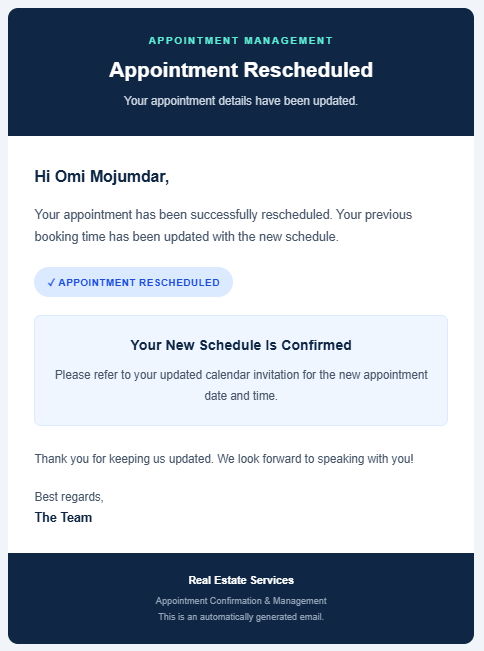 APPOINTMENT MANAGEMENT
Appointment Rescheduled
Your appointment details have been updated.
Hi Omi Mojumdar,
Your appointment has been successfully rescheduled. Your previous
booking time has been updated with the new schedule.
✓ APPOINTMENT RESCHEDULED
Your New Schedule Is Confirmed
Please refer to your updated calendar invitation for the new appointment
date and time.
Thank you for keeping us updated. We look forward to speaking with you!
Best regards,
The Team
Real Estate Services
Appointment Confirmation & Management
This is an automatically generated email.